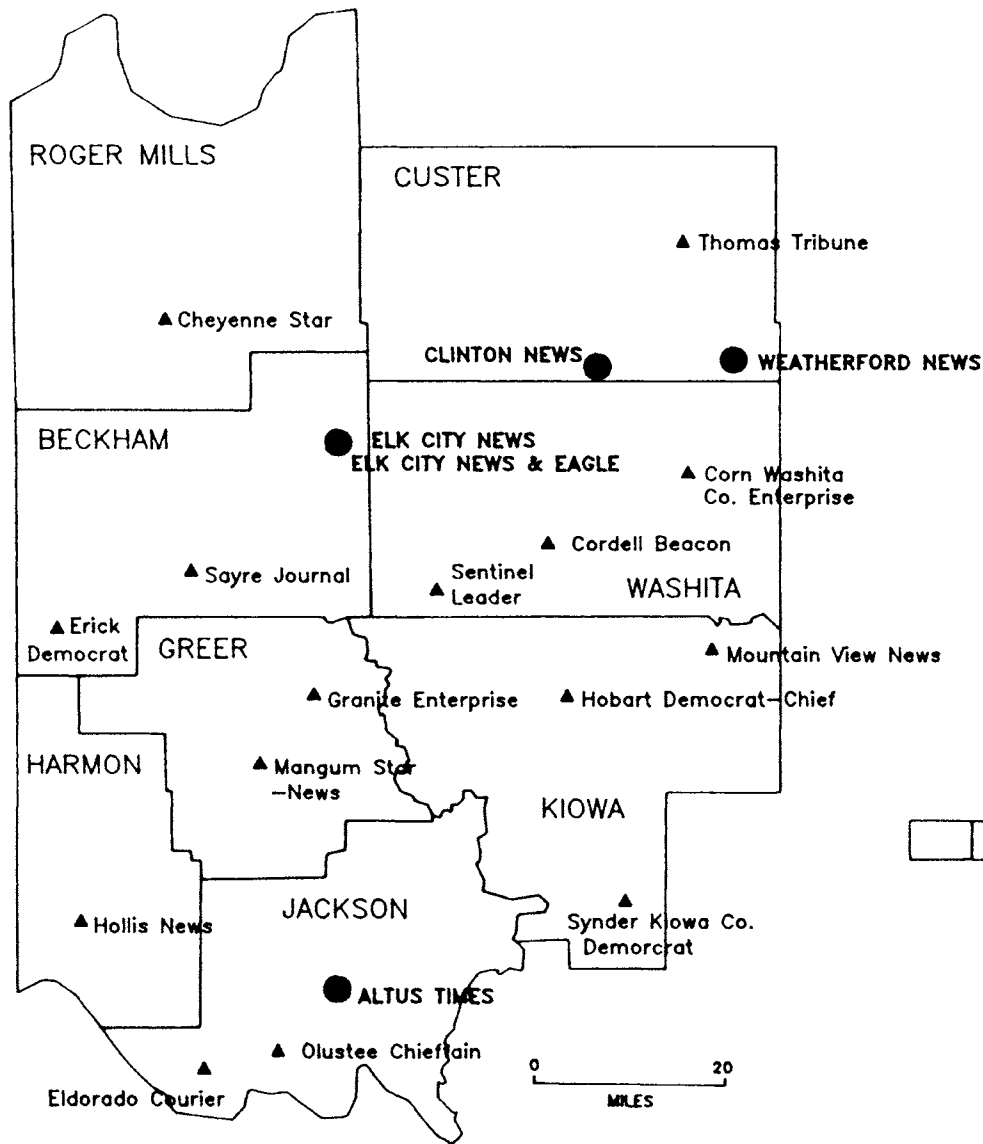 ROGER MILLS
CUSTER
Thomas Tribune
Cheyenne Star
CLINTON NEWS
WEATHERFORD NEWS
BECKHAM
ELK CITY NEWS
ELK CITY NEWS & EAGLE
Corn Washita
Co. Enterprise
Cordell Beacon
Sayre Journal
Sentinel
Leader
WASHITA
Erick
Democrat
GREER
Mountain View News
Granite Enterprise
Hobart Democrat-Chief
HARMON
Mangum Star
-News
KIOWA
JACKSON
Hollis News
Synder Kiowa Co.
Demorcrat
ALTUS TIMES
Olustee Chieftain
Eldorado Courier
0 20
MILES